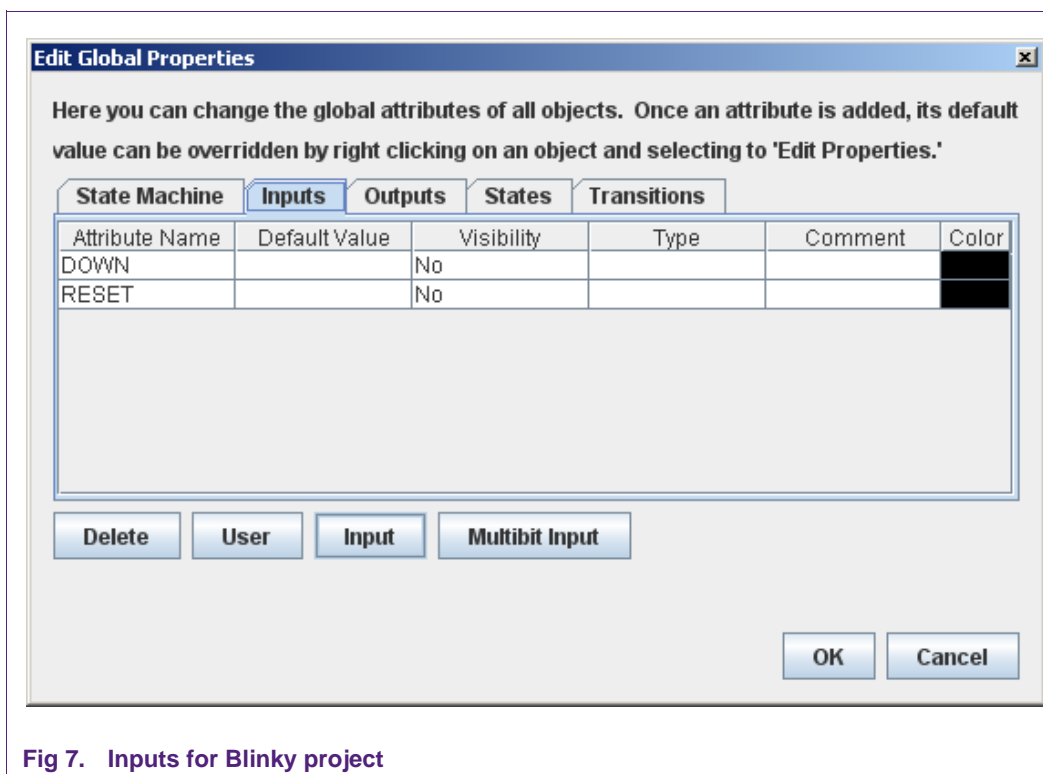 Edit Global Properties
Here you can change the global attributes of all objects. Once an attribute is added, its default
value can be overridden by right clicking on an object and selecting to 'Edit Properties.'
State Machine Inputs Outputs States Transitions
Attribute Name Default Value Visibility Type Comment Color
DOWN No
RESET No
Delete User Input Multibit Input
OK Cancel
Fig 7. Inputs for Blinky project